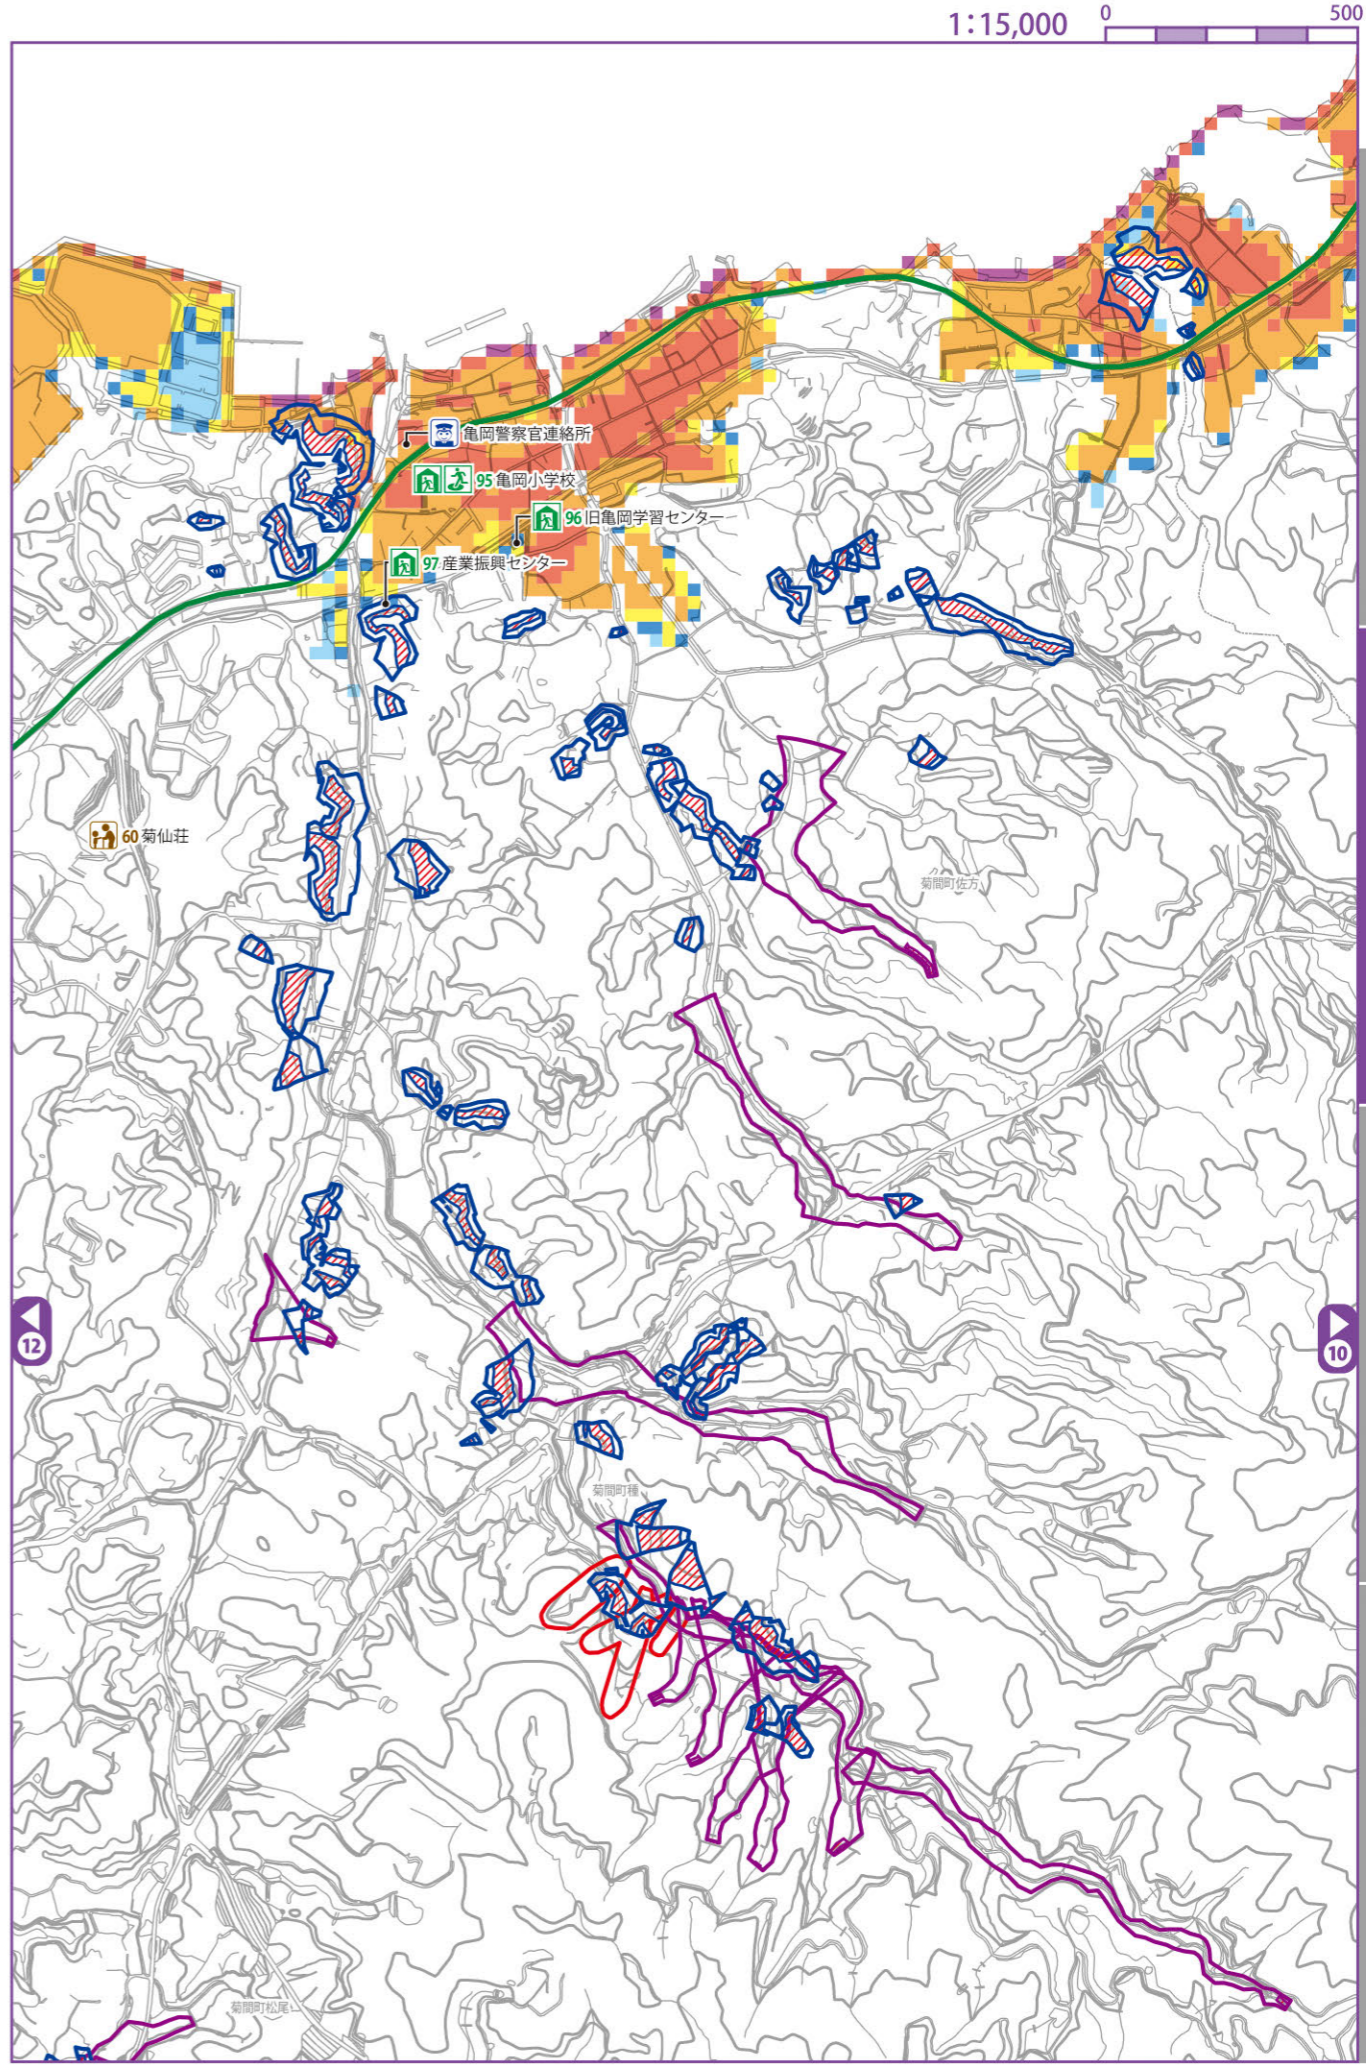 1:15,000
0
500
亀岡警察官連絡所
95 亀岡小学校
96 旧亀岡学習センター
97 産業振興センター
60 菊仙荘
菊間町佐方
12
10
菊間町種
菊間町松尾